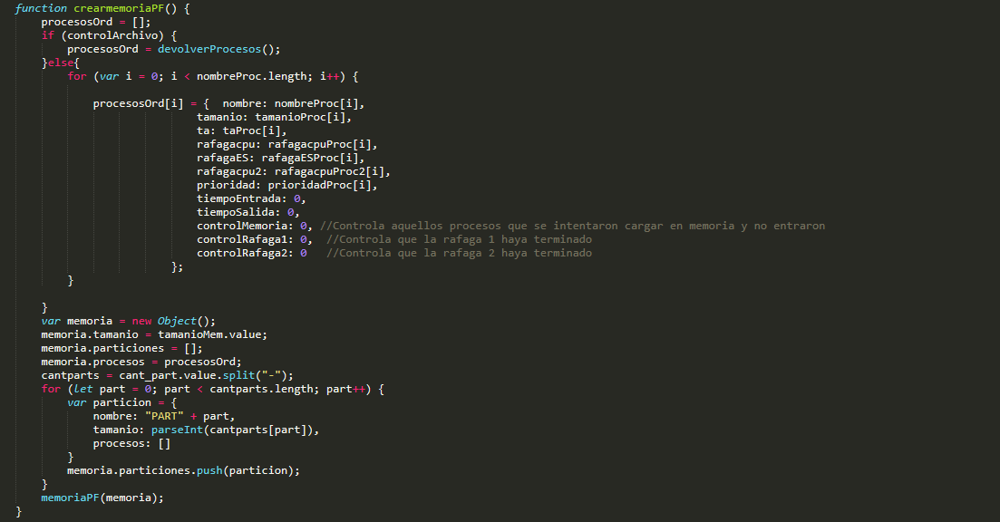 function crearmemoriaPF() {
    procesosOrd = [];
    if (controlArchivo) {
        procesosOrd = devolverProcesos();
    }else{
        for (var i = 0; i < nombreProc.length; i++) {
            procesosOrd[i] = {  nombre: nombreProc[i],
                            tamanio: tamanioProc[i],
                            ta: taProc[i],
                            rafagacpu: rafagacpuProc[i],
                            rafagaES: rafagaESProc[i],
                            rafagacpu2: rafagacpuProc2[i],
                            prioridad: prioridadProc[i],
                            tiempoEntrada: 0,
                            tiempoSalida: 0,
                            controlMemoria: 0, //Controla aquellos procesos que se intentaron cargar en memoria y no entraron
                            controlRafaga1: 0,  //Controla que la rafaga 1 haya terminado
                            controlRafaga2: 0   //Controla que la rafaga 2 haya terminado
                        };
        }
    }
    var memoria = new Object();
    memoria.tamanio = tamanioMem.value;
    memoria.particiones = [];
    memoria.procesos = procesosOrd;
    cantparts = cant_part.value.split("-");
    for (let part = 0; part < cantparts.length; part++) {
        var particion = {
            nombre: "PART" + part,
            tamanio: parseInt(cantparts[part]),
            procesos: []
        }
        memoria.particiones.push(particion);
    }
    memoriaPF(memoria);
}